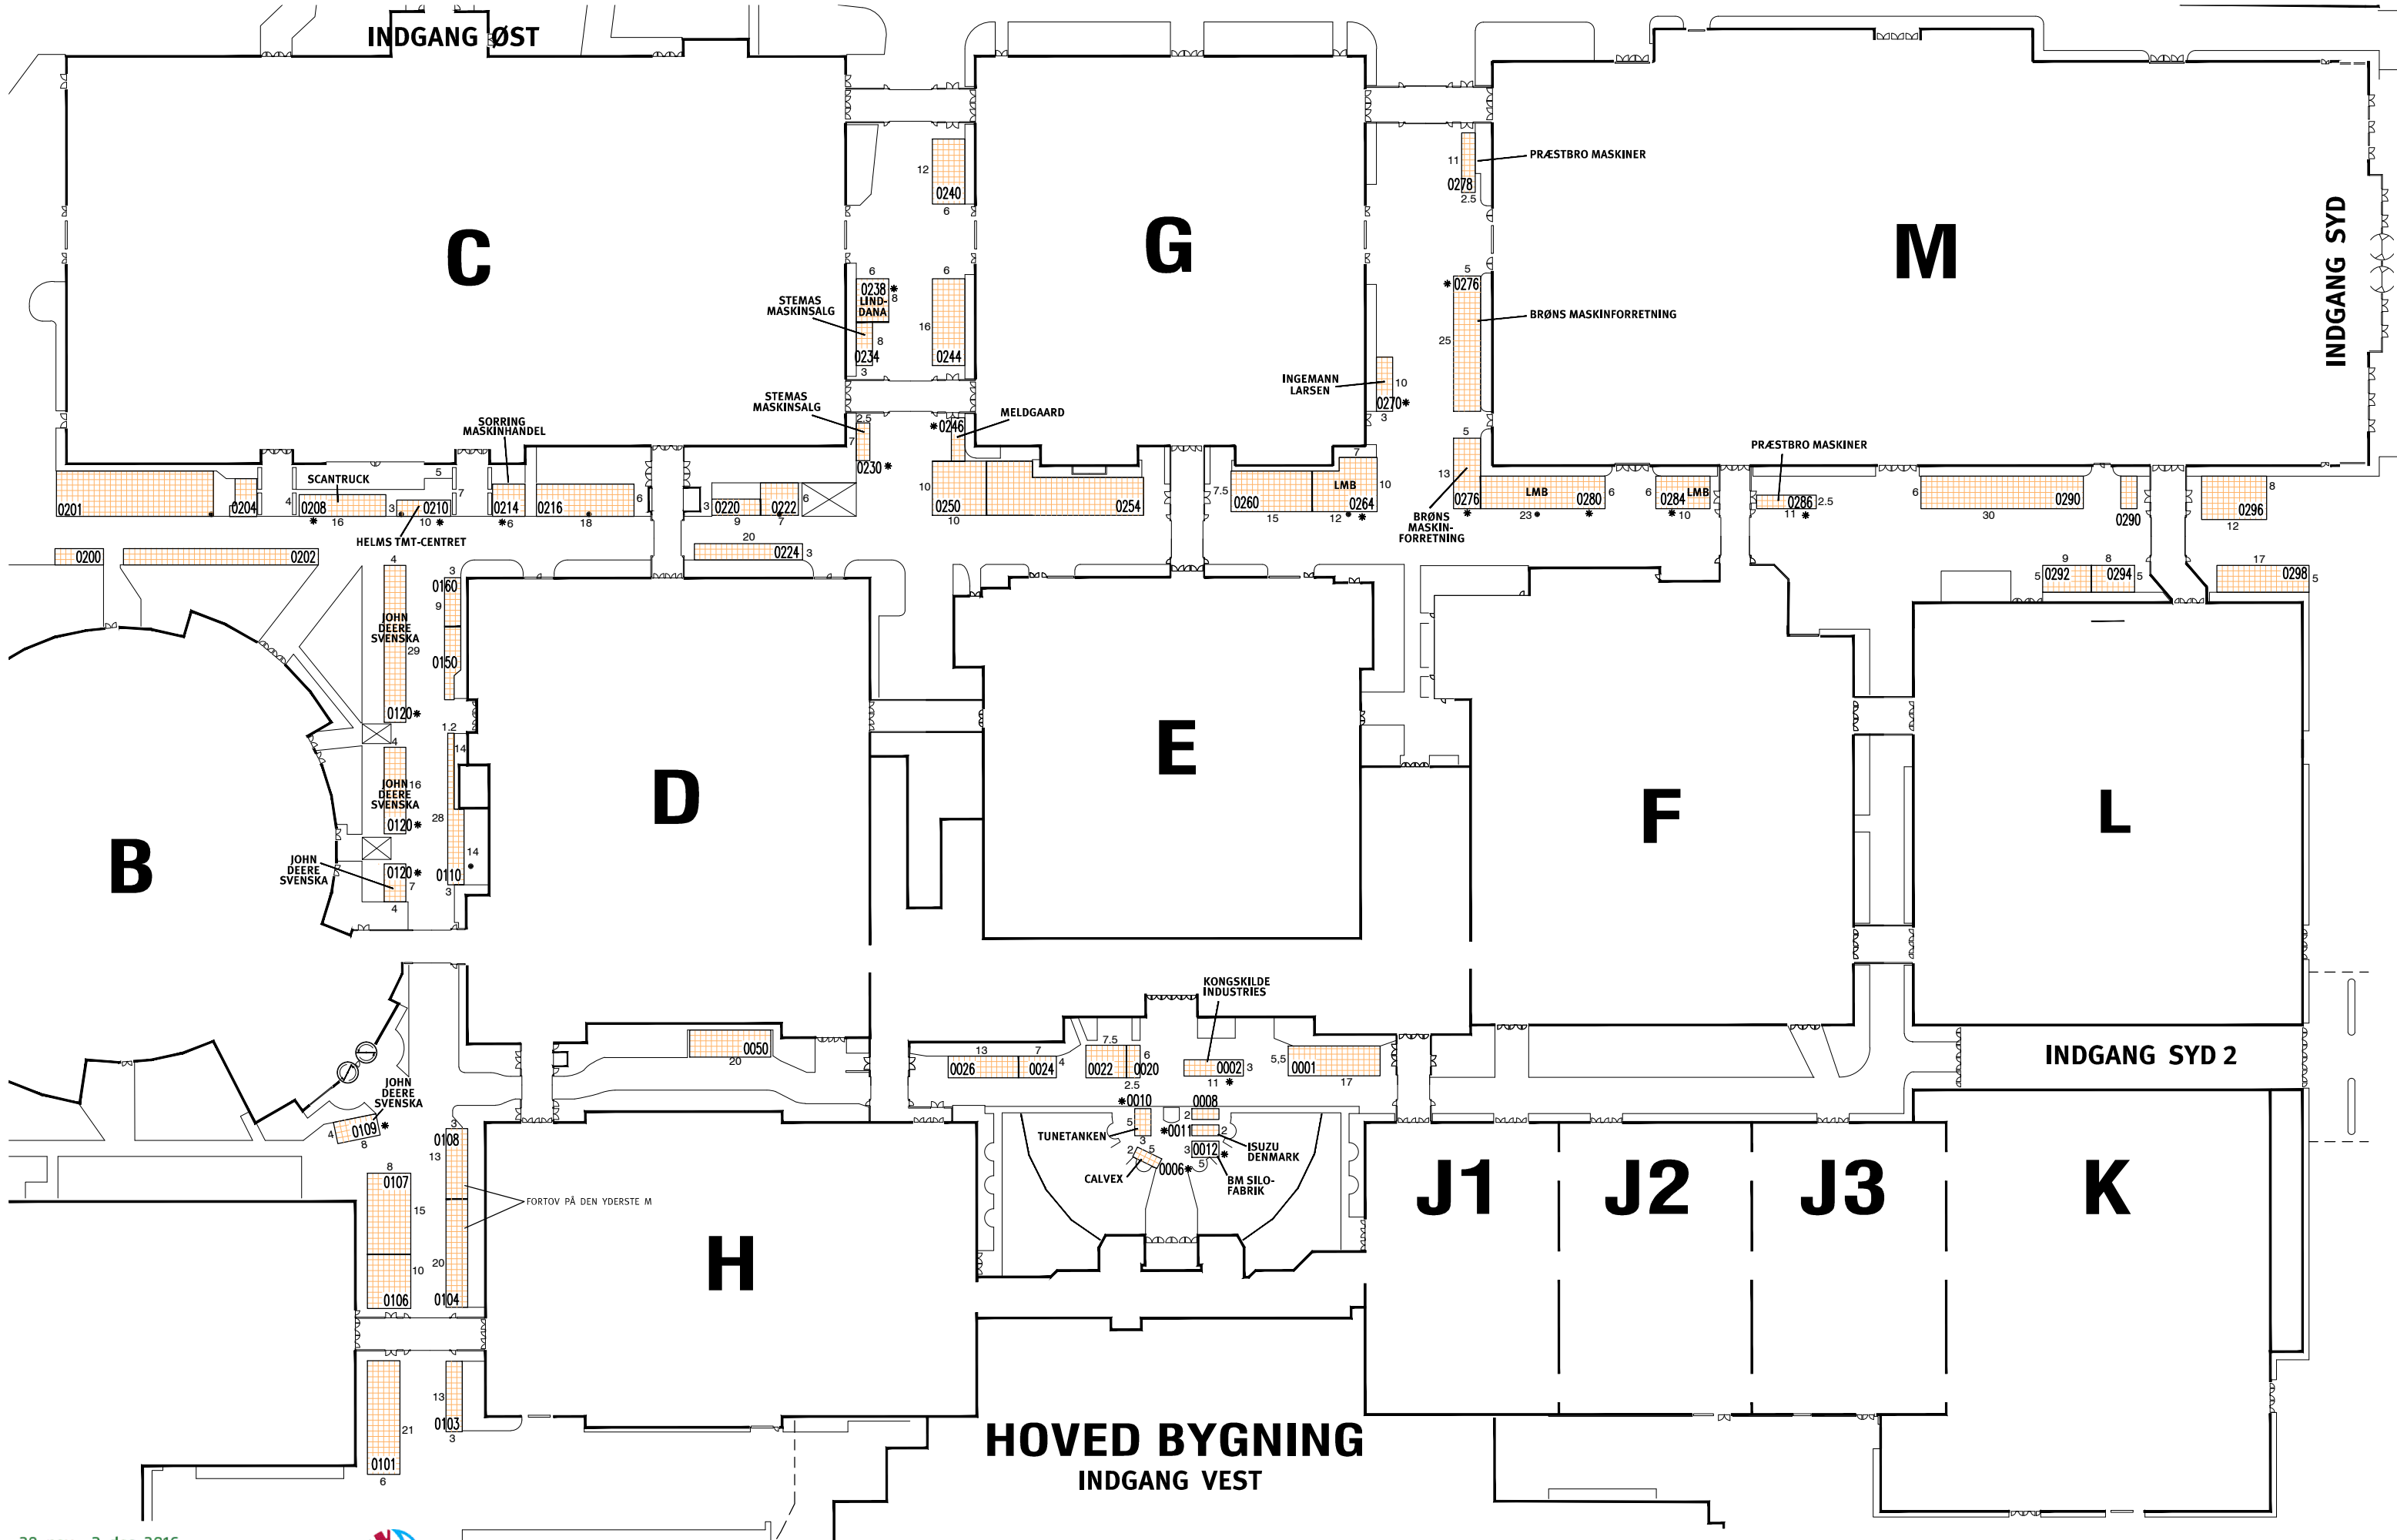 INDGANG ØST
C
G
M
INDGANG SYD
12
0240
6
11
PRÆSTBRO MASKINER
0278
2.5
6
0238*
8
LIND-
DANA
STEMAS
MASKINSALG
8
0234
3
6
16
0244
5
*0276
BRØNS MASKINFORRETNING
25
INGEMANN
LARSEN
10
0270*
3
STEMAS
MASKINSALG
2.5
7
0230*
MELDGAARD
*0246
SORRING
MASKINHANDEL
SCANTRUCK
5
7
0201
0204
4
0208
*
16
3
0210
10 *
HELMS TMT-CENTRET
0214
*6
0216
18
6
3
0220
9
0222
7
6
10
0250
10
0254
7.5
0260
15
7
LMB
0264
10
12
*
5
13
0276
*
BRØNS
MASKIN-
FORRETNING
LMB
0280
6
23
*
6
0284
LMB
*
10
PRÆSTBRO MASKINER
0286
2.5
11
*
6
0290
30
0290
8
0296
12
0200
0202
20
0224
3
9
8
5
0292
0294
5
17
0298
5
4
JOHN
DEERE
SVENSKA
29
0120*
3
0160
9
0150
4
JOHN
DEERE
SVENSKA
16
0120*
1.2
14
28
14
0110
3
JOHN
DEERE
SVENSKA
0120*
7
4
B
D
E
F
L
0050
20
13
7
0026
0024
4
7.5
6
0022
0020
2.5
KONGSKILDE
INDUSTRIES
0002
3
11 *
5,5
0001
17
INDGANG SYD 2
JOHN
DEERE
SVENSKA
4
0109*
8
3
0108
13
FORTOV PÅ DEN YDERSTE M
20
0104
8
0107
15
10
0106
*0010
5
3
TUNETANKEN
0008
2
*0011
2
ISUZU
DENMARK
3
0012*
5
BM SILO-
FABRIK
2
5
0006*
CALVEX
H
J1
J2
J3
K
21
0101
6
13
0103
3
HOVED BYGNING
INDGANG VEST